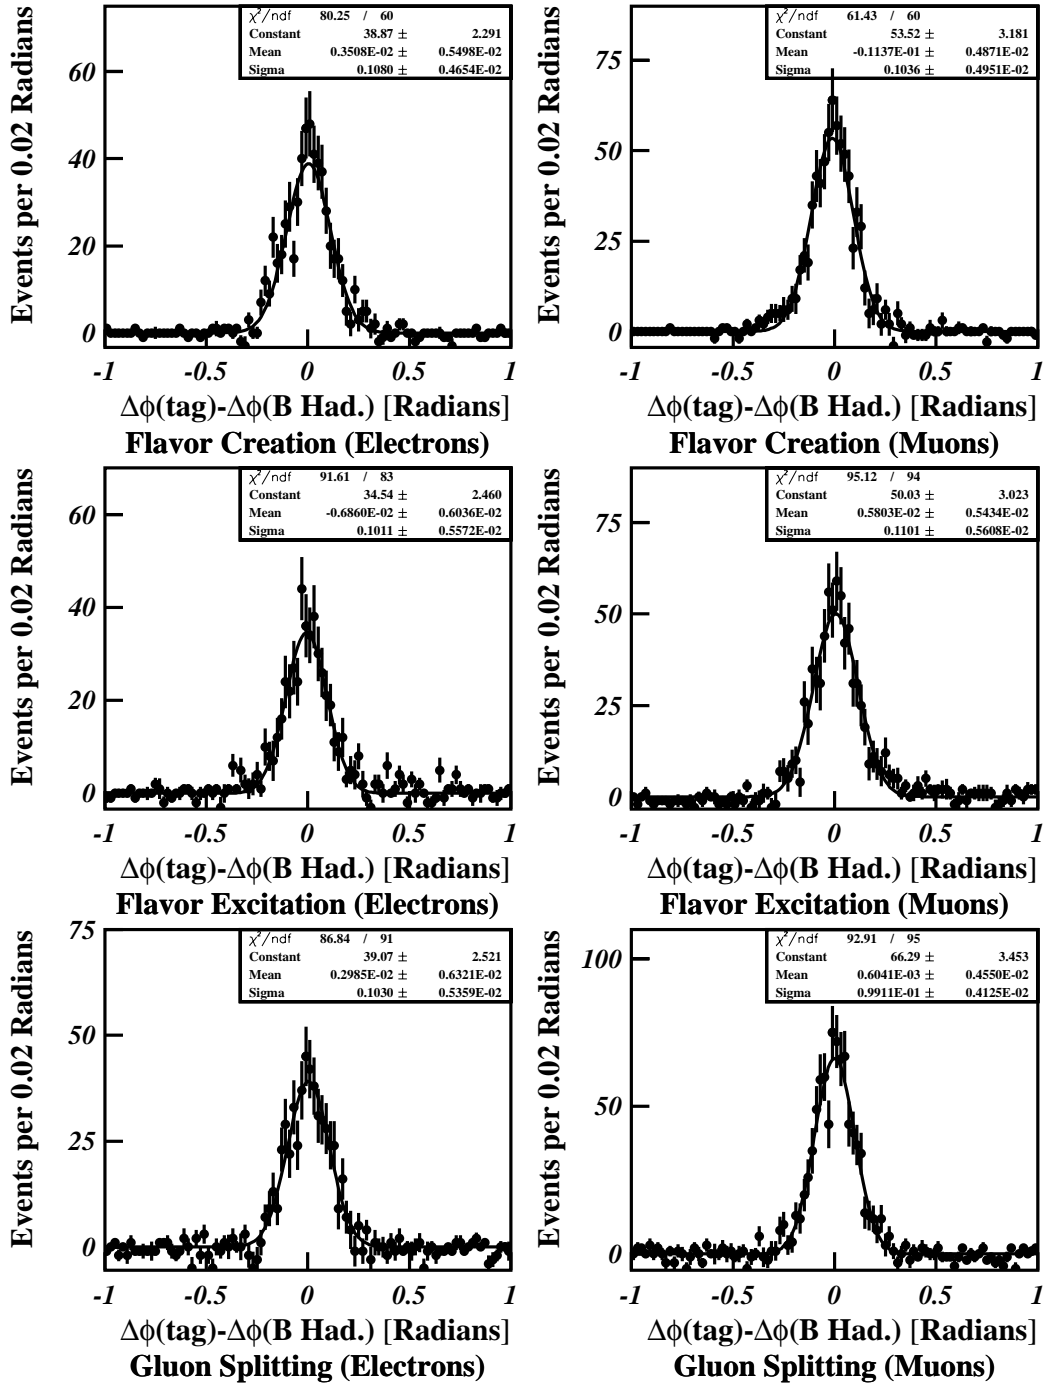 χ²/ndf 80.25 / 60
Constant 38.87 ± 2.291
Mean 0.3508E-02 ± 0.5498E-02
Sigma 0.1080 ± 0.4654E-02
Events per 0.02 Radians
60
40
20
0
-1 -0.5 0 0.5 1
Δϕ(tag)-Δϕ(B Had.) [Radians]
Flavor Creation (Electrons)
χ²/ndf 61.43 / 60
Constant 53.52 ± 3.181
Mean -0.1137E-01 ± 0.4871E-02
Sigma 0.1036 ± 0.4951E-02
Events per 0.02 Radians
75
50
25
0
-1 -0.5 0 0.5 1
Δϕ(tag)-Δϕ(B Had.) [Radians]
Flavor Creation (Muons)
χ²/ndf 91.61 / 83
Constant 34.54 ± 2.460
Mean -0.6860E-02 ± 0.6036E-02
Sigma 0.1011 ± 0.5572E-02
Events per 0.02 Radians
60
40
20
0
-1 -0.5 0 0.5 1
Δϕ(tag)-Δϕ(B Had.) [Radians]
Flavor Excitation (Electrons)
χ²/ndf 95.12 / 94
Constant 50.03 ± 3.023
Mean 0.5803E-02 ± 0.5434E-02
Sigma 0.1101 ± 0.5608E-02
Events per 0.02 Radians
75
50
25
0
-1 -0.5 0 0.5 1
Δϕ(tag)-Δϕ(B Had.) [Radians]
Flavor Excitation (Muons)
χ²/ndf 86.84 / 91
Constant 39.07 ± 2.521
Mean 0.2985E-02 ± 0.6321E-02
Sigma 0.1030 ± 0.5359E-02
Events per 0.02 Radians
75
50
25
0
-1 -0.5 0 0.5 1
Δϕ(tag)-Δϕ(B Had.) [Radians]
Gluon Splitting (Electrons)
χ²/ndf 92.91 / 95
Constant 66.29 ± 3.453
Mean 0.6041E-03 ± 0.4550E-02
Sigma 0.9911E-01 ± 0.4125E-02
Events per 0.02 Radians
100
50
0
-1 -0.5 0 0.5 1
Δϕ(tag)-Δϕ(B Had.) [Radians]
Gluon Splitting (Muons)